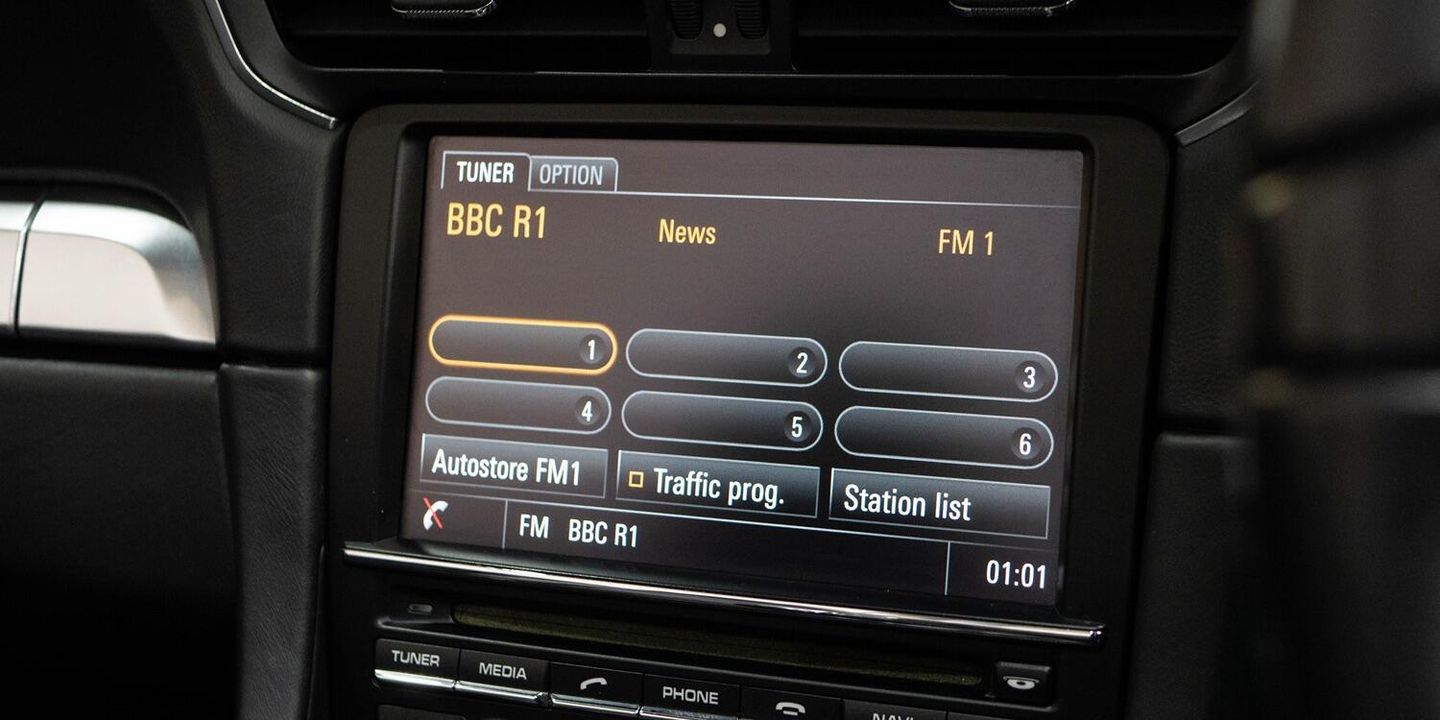 TUNER OPTION
BBC R1 News FM 1
1 2 3
4 5 6
Autostore FM1 Traffic prog. Station list
FM BBC R1 01:01
TUNER MEDIA PHONE